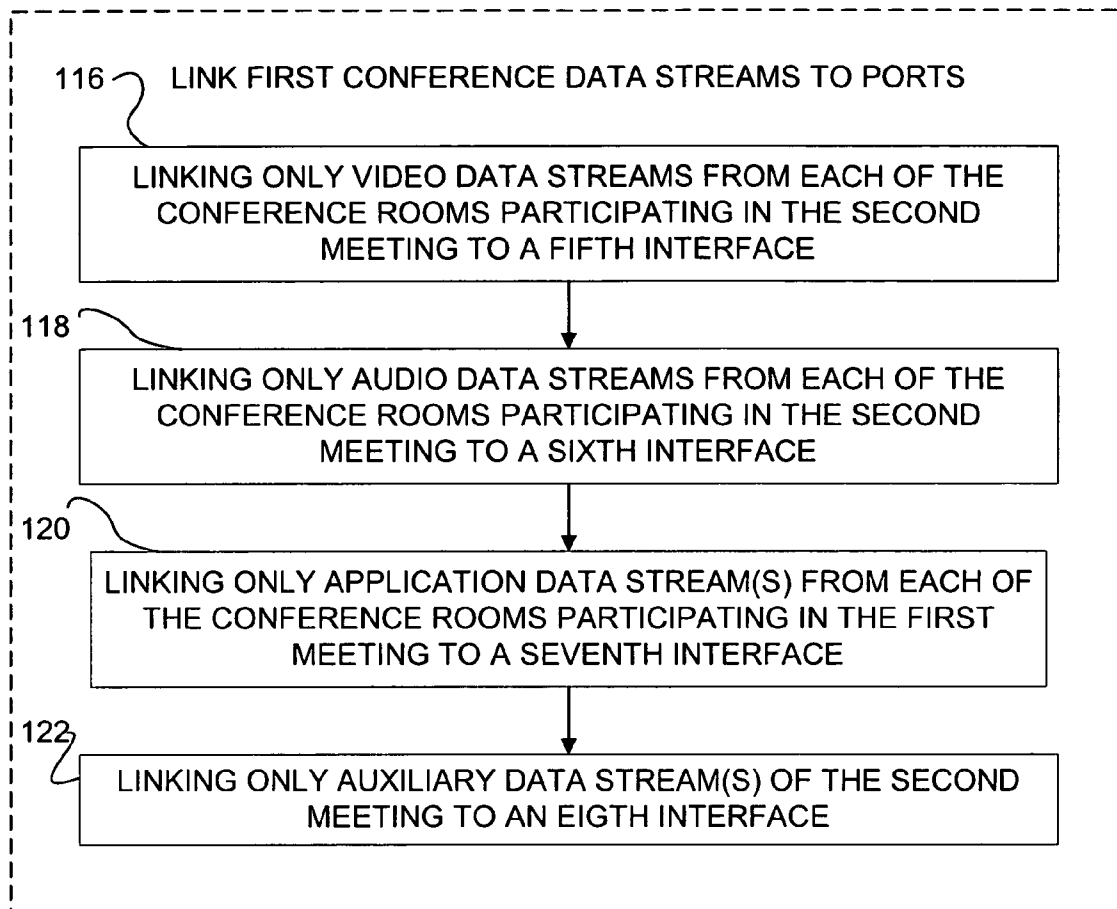 116 LINK FIRST CONFERENCE DATA STREAMS TO PORTS
LINKING ONLY VIDEO DATA STREAMS FROM EACH OF THE
CONFERENCE ROOMS PARTICIPATING IN THE SECOND
MEETING TO A FIFTH INTERFACE
118
LINKING ONLY AUDIO DATA STREAMS FROM EACH OF THE
CONFERENCE ROOMS PARTICIPATING IN THE SECOND
MEETING TO A SIXTH INTERFACE
120
LINKING ONLY APPLICATION DATA STREAM(S) FROM EACH OF
THE CONFERENCE ROOMS PARTICIPATING IN THE FIRST
MEETING TO A SEVENTH INTERFACE
122
LINKING ONLY AUXILIARY DATA STREAM(S) OF THE SECOND
MEETING TO AN EIGTH INTERFACE